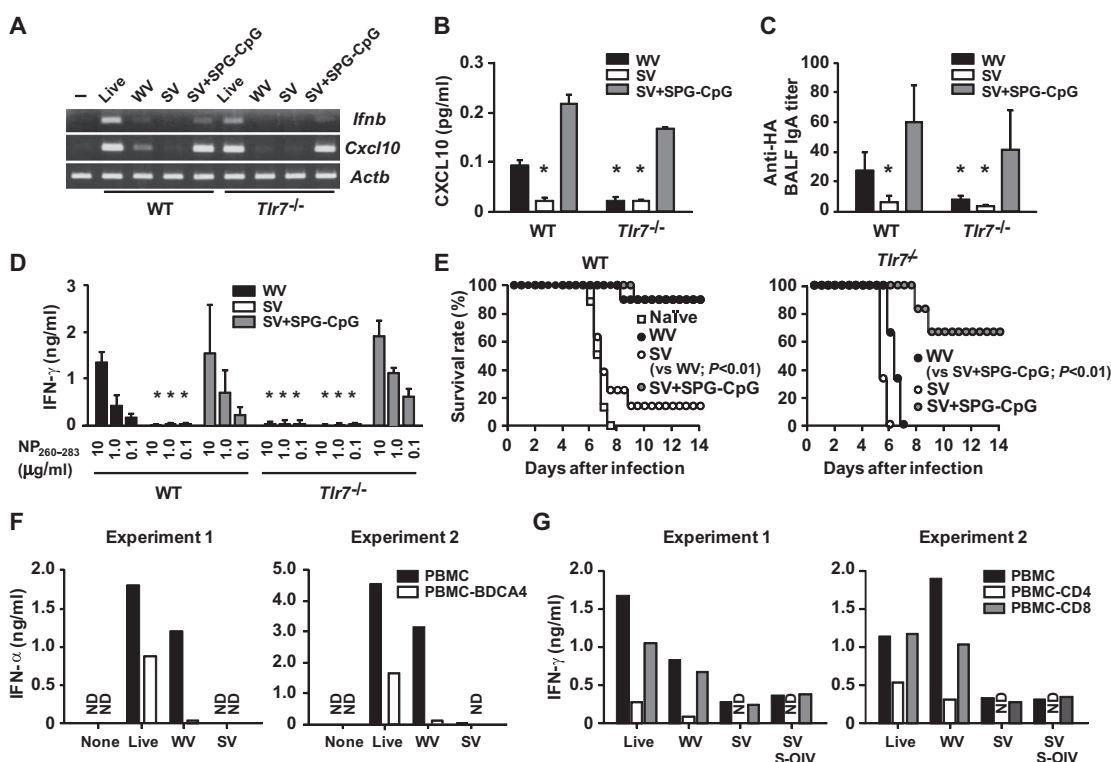 A
– Live WV SV SV+SPG-CpG Live WV SV SV+SPG-CpG
Ifnb
Cxcl10
Actb
WT Tlr7-/-
B
CXCL10 (pg/ml)
0.3
0.2
0.1
0
WV
SV
SV+SPG-CpG
* * *
WT Tlr7-/-
C
Anti-HA
BALF IgA titer
100
80
60
40
20
0
WV
SV
SV+SPG-CpG
* * *
WT Tlr7-/-
D
IFN-γ (ng/ml)
3
2
1
0
WV
SV
SV+SPG-CpG
* * * * * * * * *
NP260–283
(μg/ml)
10 1.0 0.1 10 1.0 0.1 10 1.0 0.1 10 1.0 0.1 10 1.0 0.1 10 1.0 0.1
WT Tlr7-/-
E
WT
Survival rate (%)
100
80
60
40
20
0
Naïve
WV
SV
(vs WV; P<0.01)
SV+SPG-CpG
0 2 4 6 8 10 12 14
Days after infection
Tlr7-/-
100
80
60
40
20
0
WV
(vs SV+SPG-CpG; P<0.01)
SV
SV+SPG-CpG
0 2 4 6 8 10 12 14
Days after infection
F
Experiment 1
IFN-α (ng/ml)
2.0
1.5
1.0
0.5
0
ND ND ND ND
None Live WV SV
Experiment 2
5.0
4.0
3.0
2.0
1.0
0
PBMC
PBMC-BDCA4
ND ND ND
None Live WV SV
G
Experiment 1
IFN-γ (ng/ml)
2.0
1.5
1.0
0.5
0
ND ND
Live WV SV SV
S-OIV
Experiment 2
2.0
1.5
1.0
0.5
0
PBMC
PBMC-CD4
PBMC-CD8
ND ND
Live WV SV SV
S-OIV